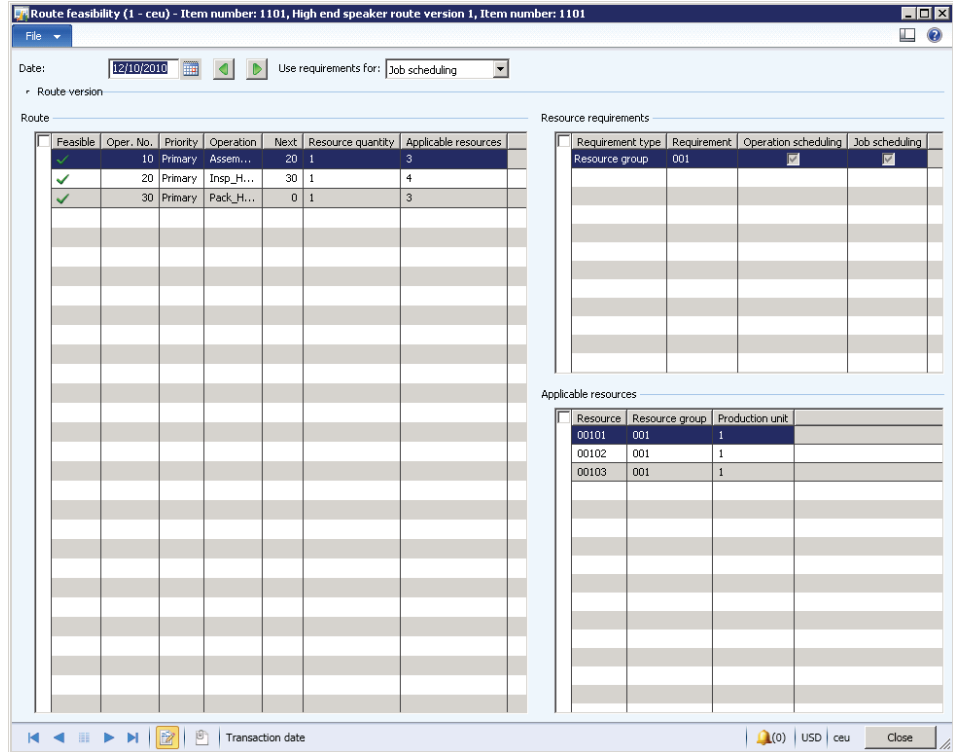 Route feasibility (1 - ceu) - Item number: 1101, High end speaker route version 1, Item number: 1101
File
Date: 12/10/2010 Use requirements for: Job scheduling
Route version
Route
Feasible Oper. No. Priority Operation Next Resource quantity Applicable resources
10 Primary Assem... 20 1 3
20 Primary Insp_H... 30 1 4
30 Primary Pack_H... 0 1 3
Resource requirements
Requirement type Requirement Operation scheduling Job scheduling
Resource group 001
Applicable resources
Resource Resource group Production unit
00101 001 1
00102 001 1
00103 001 1
Transaction date (0) USD ceu Close